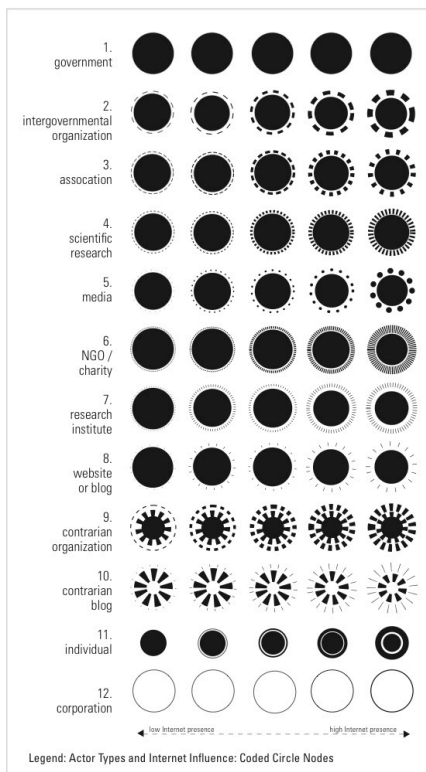 1.
government
2.
intergovernmental
organization
3.
assocation
4.
scientific
research
5.
media
6.
NGO /
charity
7.
research
institute
8.
website
or blog
9.
contrarian
organization
10.
contrarian
blog
11.
individual
12.
corporation
low Internet presence high Internet presence
Legend: Actor Types and Internet Influence: Coded Circle Nodes